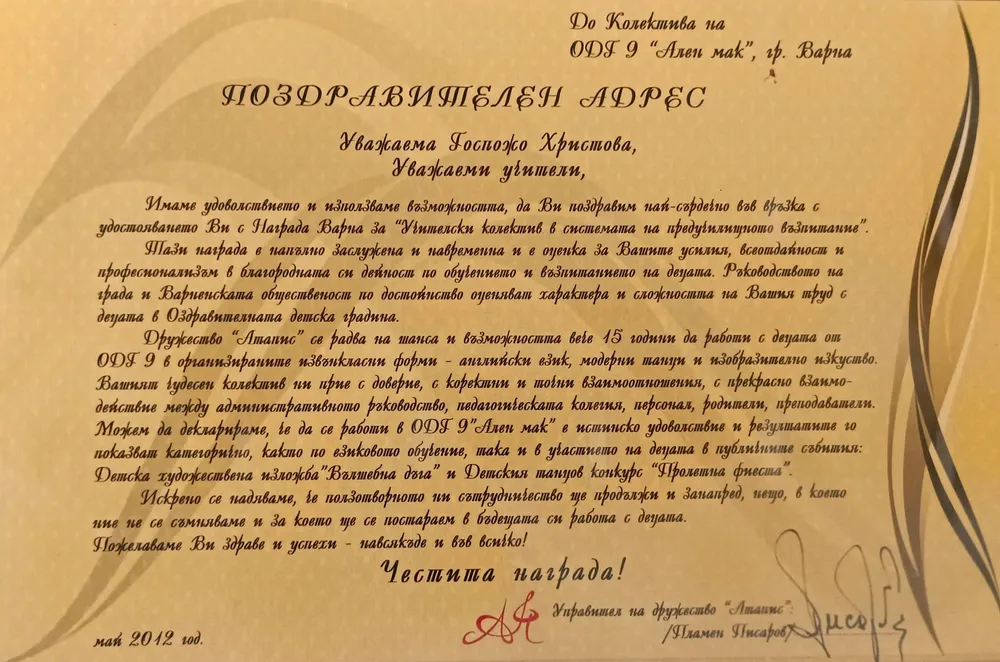 До Колектива на
ОДГ 9 "Ален мак", гр. Варна
ПОЗДРАВИТЕЛЕН АДРЕС
Уважаема Госпожо Христова,
Уважаеми учители,
Имаме удоволствието и използваме възможността, да Ви поздравим най-сърдечно във връзка с
удостояването Ви с Награда Варна за "Учителски колектив в системата на предучилищното възпитание".
Тази награда е напълно заслужена и навременна и е оценка за Вашите усилия, всеотдайност и
професионализъм в благородната си дейност по обучението и възпитанието на децата. Ръководството на
града и Варненската общественост по достойнство оценяват характера и сложността на Вашия труд с
децата в Оздравителната детска градина.
Дружество "Атанис" се радва на шанса и възможността вече 15 години да работи с децата от
ОДГ 9 в организираните извънкласни форми - английски език, модерни танци и изобразително изкуство.
Вашият чудесен колектив ни прие с доверие, с коректни и точни взаимоотношения, с прекрасно взаимо-
действие между административното ръководство, педагогическата колегия, персонал, родители, преподаватели.
Можем да декларираме, че да се работи в ОДГ 9"Ален мак" е истинско удоволствие и резултатите го
показват категорично, както по езиковото обучение, така и в участието на децата в публичните събития:
Детска художествена изложба"Вълшебна дъга" и Детския танцов конкурс "Пролетна фиеста".
Искрено се надяваме, че ползотворното ни сътрудничество ще продължи и занапред, нещо, в което
ние не се съмняваме и за което ще се постараем в бъдещата си работа с децата.
Пожелаваме Ви здраве и успехи - навсякъде и във всичко!
Честита награда!
Управител на дружество "Атанис":
/Пламен Писаров/
май 2012 год.